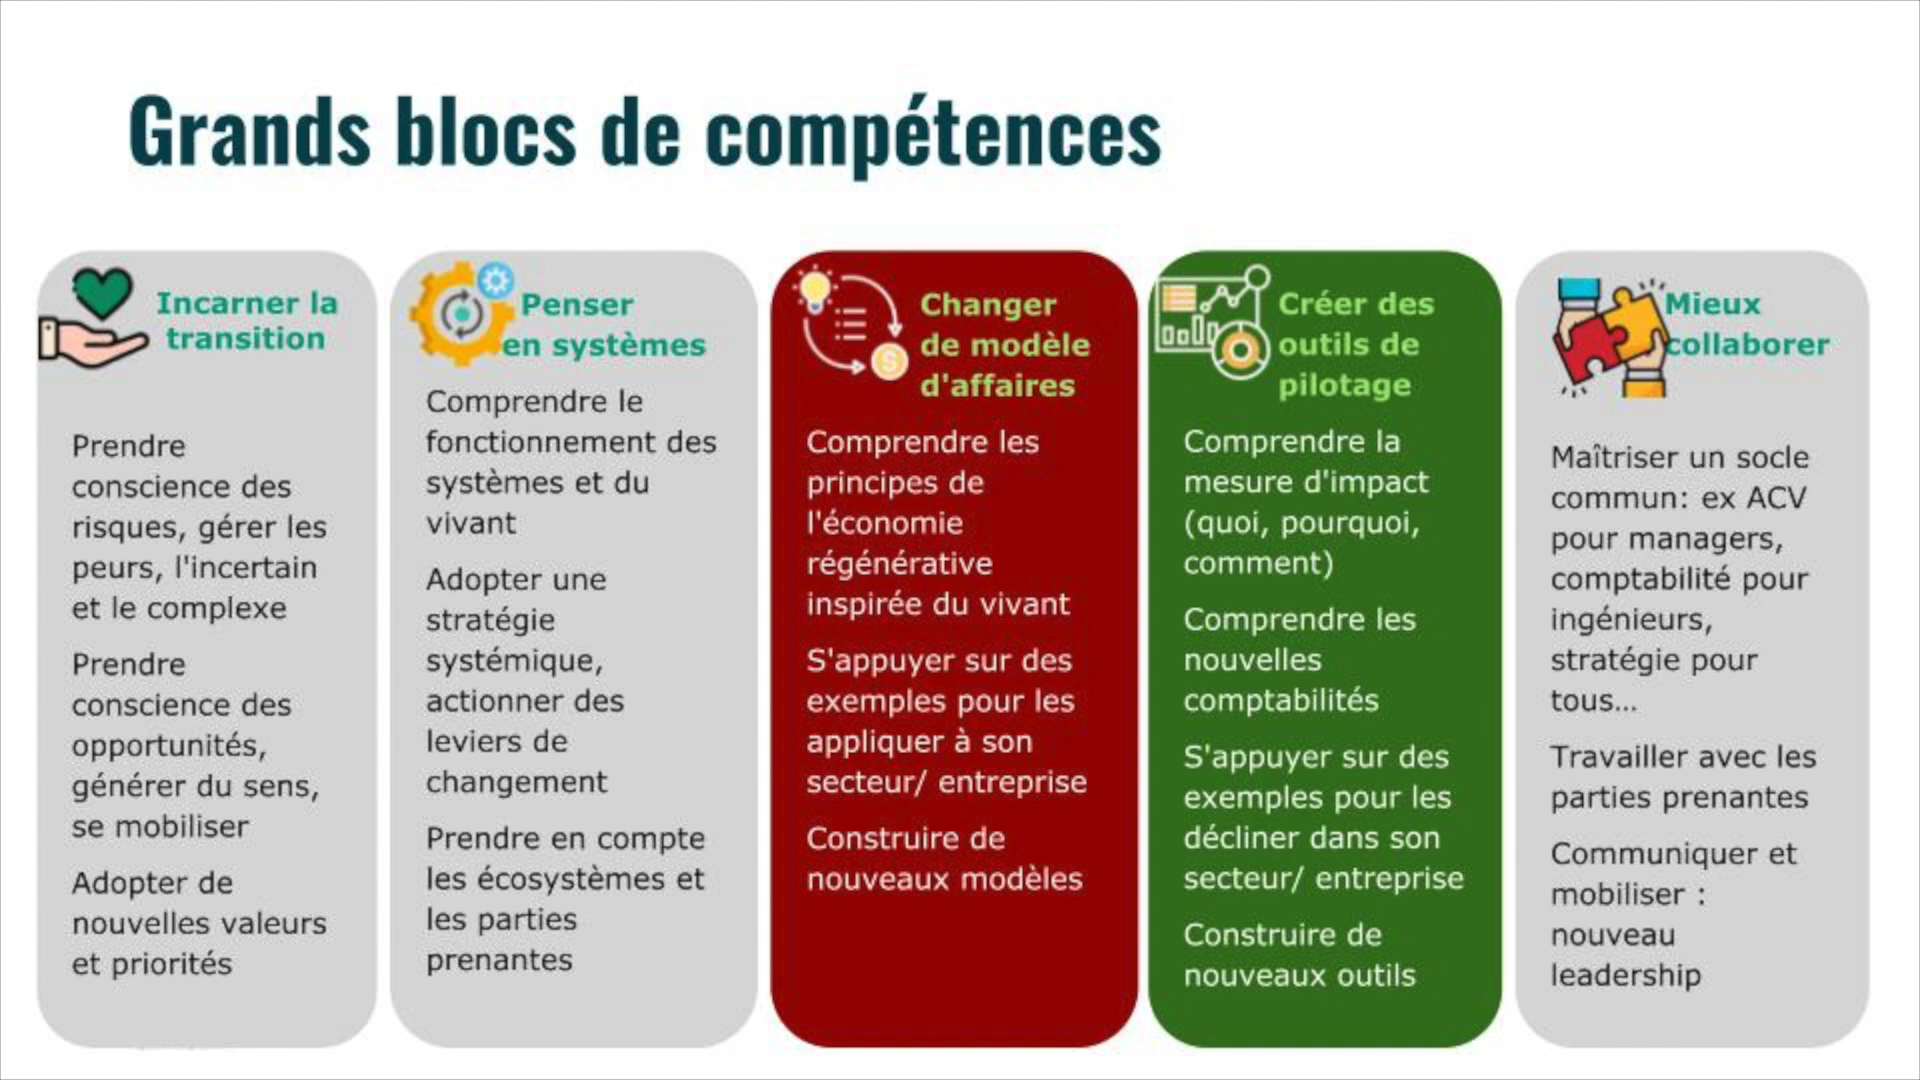 Grands blocs de compétences
Incarner la
transition
Prendre
conscience des
risques, gérer les
peurs, l'incertain
et le complexe
Prendre
conscience des
opportunités,
générer du sens,
se mobiliser
Adopter de
nouvelles valeurs
et priorités
Penser
en systèmes
Comprendre le
fonctionnement des
systèmes et du
vivant
Adopter une
stratégie
systémique,
actionner des
leviers de
changement
Prendre en compte
les écosystèmes et
les parties
prenantes
Changer
de modèle
d'affaires
Comprendre les
principes de
l'économie
régénérative
inspirée du vivant
S'appuyer sur des
exemples pour les
appliquer à son
secteur/ entreprise
Construire de
nouveaux modèles
Créer des
outils de
pilotage
Comprendre la
mesure d'impact
(quoi, pourquoi,
comment)
Comprendre les
nouvelles
comptabilités
S'appuyer sur des
exemples pour les
décliner dans son
secteur/ entreprise
Construire de
nouveaux outils
Mieux
collaborer
Maîtriser un socle
commun: ex ACV
pour managers,
comptabilité pour
ingénieurs,
stratégie pour
tous...
Travailler avec les
parties prenantes
Communiquer et
mobiliser :
nouveau
leadership